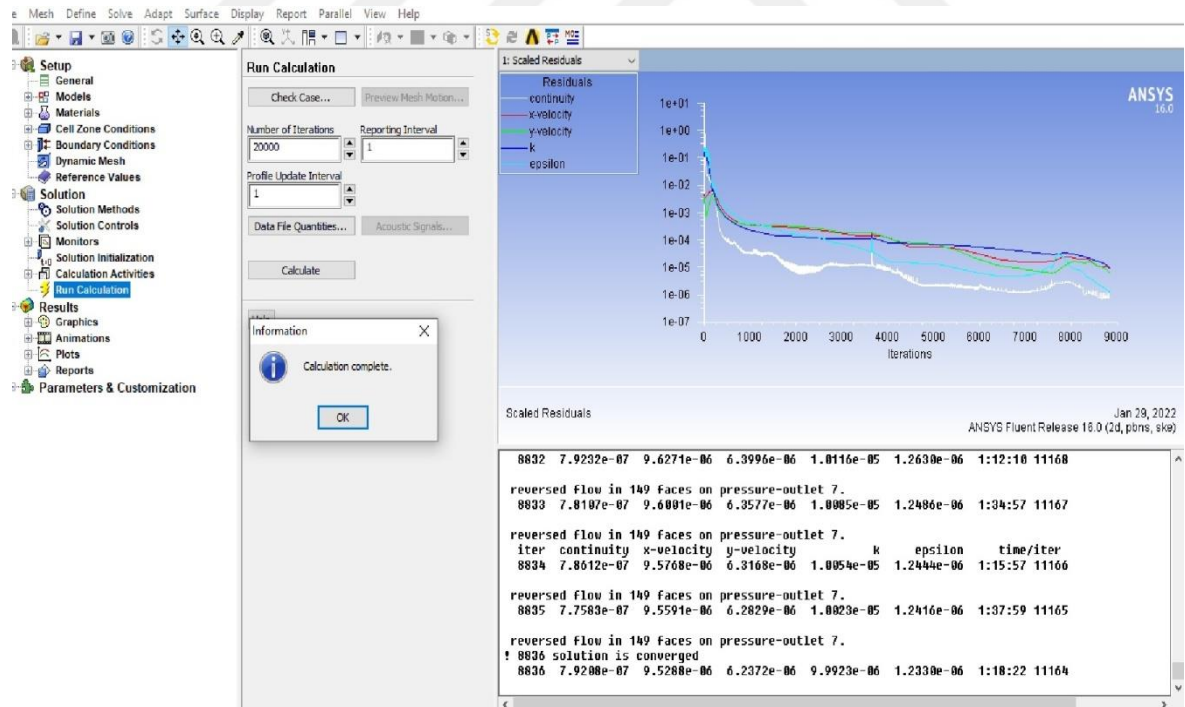 e Mesh Define Solve Adapt Surface Display Report Parallel View Help
Setup
General
Models
Materials
Cell Zone Conditions
Boundary Conditions
Dynamic Mesh
Reference Values
Solution
Solution Methods
Solution Controls
Monitors
Solution Initialization
Calculation Activities
Run Calculation
Results
Graphics
Animations
Plots
Reports
Parameters & Customization
Run Calculation
Check Case... Preview Mesh Motion...
Number of Iterations Reporting Interval
20000 1
Profile Update Interval
1
Data File Quantities... Acoustic Signals...
Calculate
Information
Calculation complete.
OK
1: Scaled Residuals
Residuals
continuity
x-velocity
y-velocity
k
epsilon
ANSYS
16.0
1e+01
1e+00
1e-01
1e-02
1e-03
1e-04
1e-05
1e-06
1e-07
0 1000 2000 3000 4000 5000 6000 7000 8000 9000
Iterations
Scaled Residuals
Jan 29, 2022
ANSYS Fluent Release 16.0 (2d, pbns, ske)
8832 7.9232e-07 9.6271e-06 6.3996e-06 1.0116e-05 1.2630e-06 1:12:10 11168
reversed flow in 149 faces on pressure-outlet 7.
8833 7.8107e-07 9.6001e-06 6.3577e-06 1.0085e-05 1.2486e-06 1:34:57 11167
reversed flow in 149 faces on pressure-outlet 7.
iter continuity x-velocity y-velocity k epsilon time/iter
8834 7.8612e-07 9.5768e-06 6.3168e-06 1.0054e-05 1.2444e-06 1:15:57 11166
reversed flow in 149 faces on pressure-outlet 7.
8835 7.7583e-07 9.5591e-06 6.2829e-06 1.0023e-05 1.2416e-06 1:37:59 11165
reversed flow in 149 faces on pressure-outlet 7.
! 8836 solution is converged
8836 7.9208e-07 9.5288e-06 6.2372e-06 9.9923e-06 1.2330e-06 1:18:22 11164